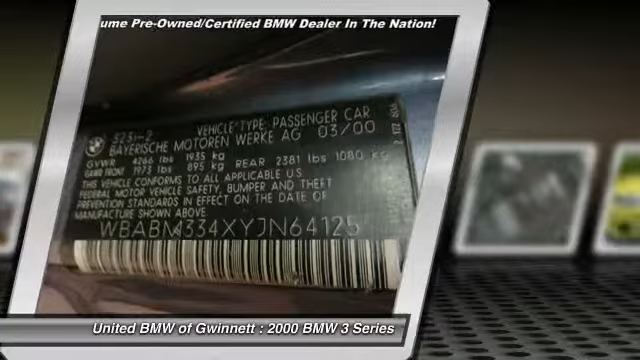 ume Pre-Owned/Certified BMW Dealer In The Nation!
323i-2 VEHICLE TYPE PASSENGER CAR
BAYERISCHE MOTOREN WERKE AG 03/00
GVWR 4266 lbs 1935 kg
GAWR FRONT 1973 lbs 895 kg REAR 2381 lbs 1080 kg
THIS VEHICLE CONFORMS TO ALL APPLICABLE U.S
FEDERAL MOTOR VEHICLE SAFETY, BUMPER AND THEFT
PREVENTION STANDARDS IN EFFECT ON THE DATE OF
MANUFACTURE SHOWN ABOVE
WBABM4334XYJN64125
United BMW of Gwinnett : 2000 BMW 3 Series